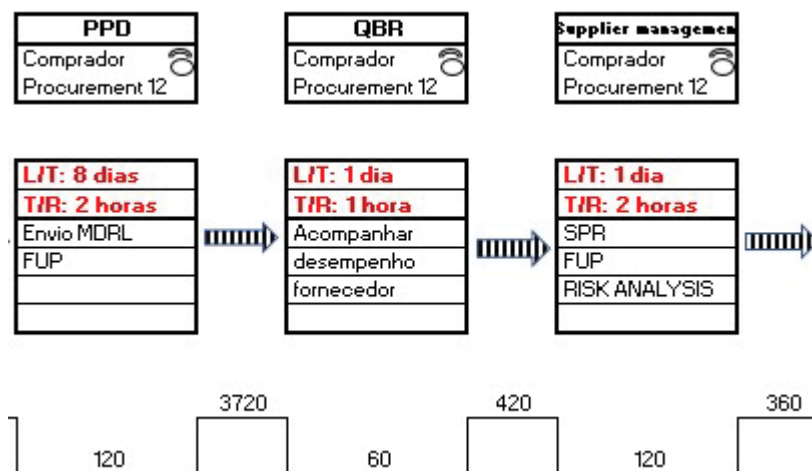 PPD
Comprador
Procurement 12
QBR
Comprador
Procurement 12
Supplier managemen
Comprador
Procurement 12
L/T: 8 dias
T/R: 2 horas
Envio MDRL
FUP
L/T: 1 dia
T/R: 1 hora
Acompanhar
desempenho
fornecedor
L/T: 1 dia
T/R: 2 horas
SPR
FUP
RISK ANALYSIS
3720
420
360
120
60
120